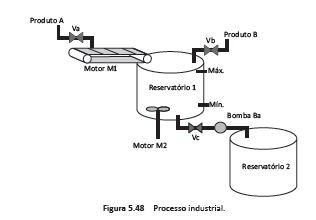 Produto A
Va
Produto B
Vb
Motor M1
Máx.
Reservatório 1
Mín.
Bomba Ba
Vc
Motor M2
Reservatório 2
Figura 5.48 Processo industrial.